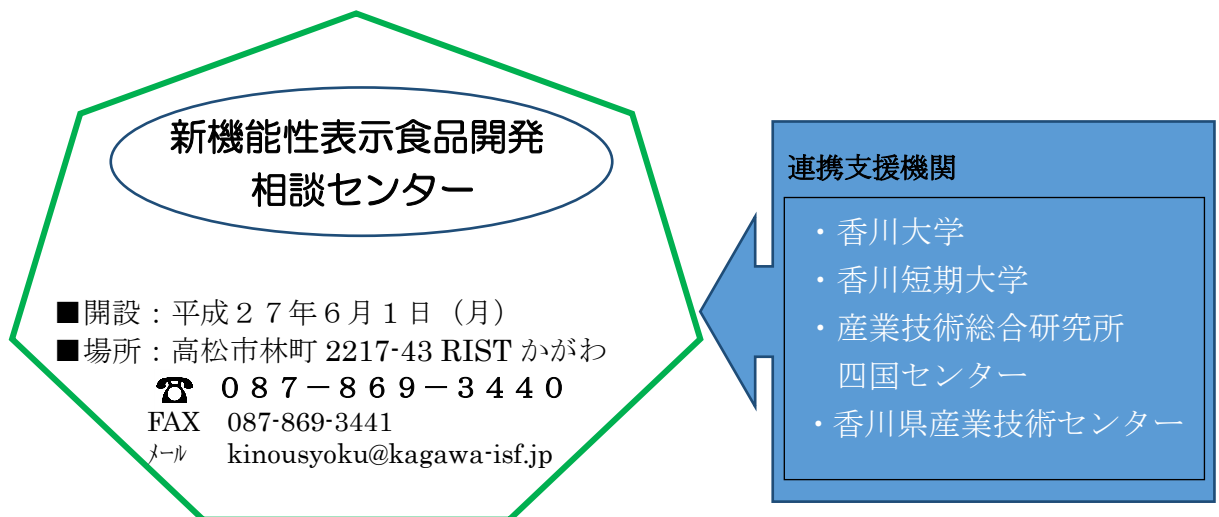 新機能性表示食品開発
相談センター
■開設：平成２７年６月１日（月）
■場所：高松市林町 2217-43 RIST かがわ
☎ ０８７－８６９－３４４０
FAX 087-869-3441
ﾒｰﾙ kinousyoku@kagawa-isf.jp
連携支援機関
・香川大学
・香川短期大学
・産業技術総合研究所
四国センター
・香川県産業技術センター